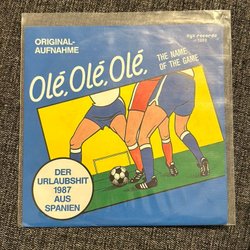 ORIGINAL-
AUFNAHME
Olé, Olé, Olé,
THE NAME
OF THE GAME
DER
URLAUBSHIT
1987
AUS
SPANIEN